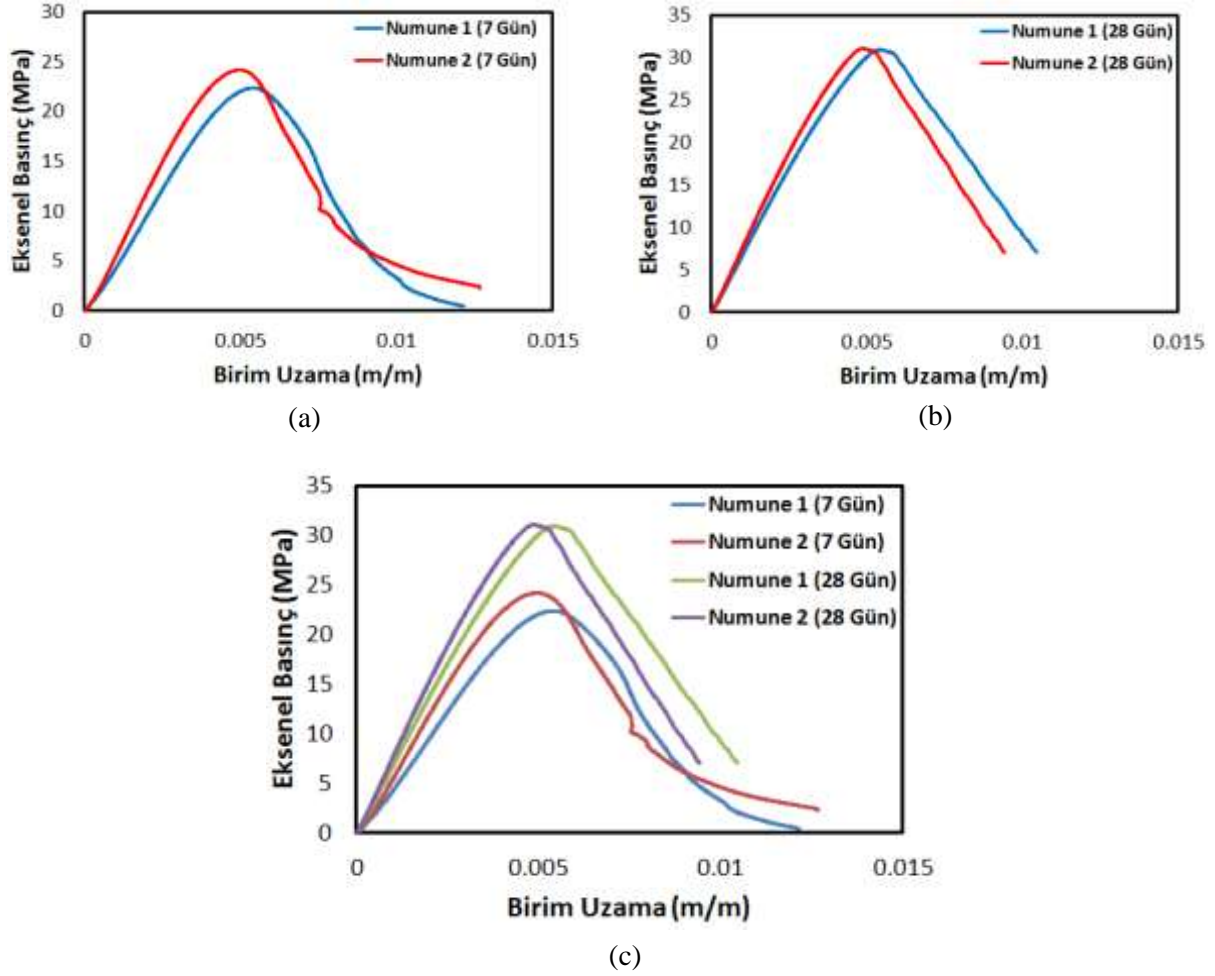 30
25
20
15
10
5
0
Eksenel Basınç (MPa)
Numune 1 (7 Gün)
Numune 2 (7 Gün)
0 0.005 0.01 0.015
Birim Uzama (m/m)
(a)
35
30
25
20
15
10
5
0
Eksenel Basınç (MPa)
Numune 1 (28 Gün)
Numune 2 (28 Gün)
0 0.005 0.01 0.015
Birim Uzama (m/m)
(b)
35
30
25
20
15
10
5
0
Eksenel Basınç (MPa)
Numune 1 (7 Gün)
Numune 2 (7 Gün)
Numune 1 (28 Gün)
Numune 2 (28 Gün)
0 0.005 0.01 0.015
Birim Uzama (m/m)
(c)